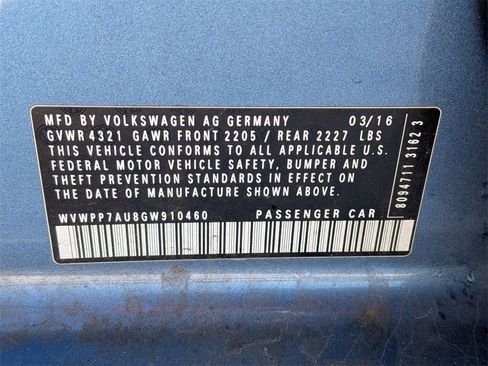 MFD BY VOLKSWAGEN AG GERMANY 03/16
GVWR 4321 GAWR FRONT 2205 / REAR 2227 LBS
THIS VEHICLE CONFORMS TO ALL APPLICABLE U.S.
FEDERAL MOTOR VEHICLE SAFETY, BUMPER AND
THEFT PREVENTION STANDARDS IN EFFECT ON
THE DATE OF MANUFACTURE SHOWN ABOVE.
WVWPP7AU8GW910460 PASSENGER CAR
8094711 3162 3